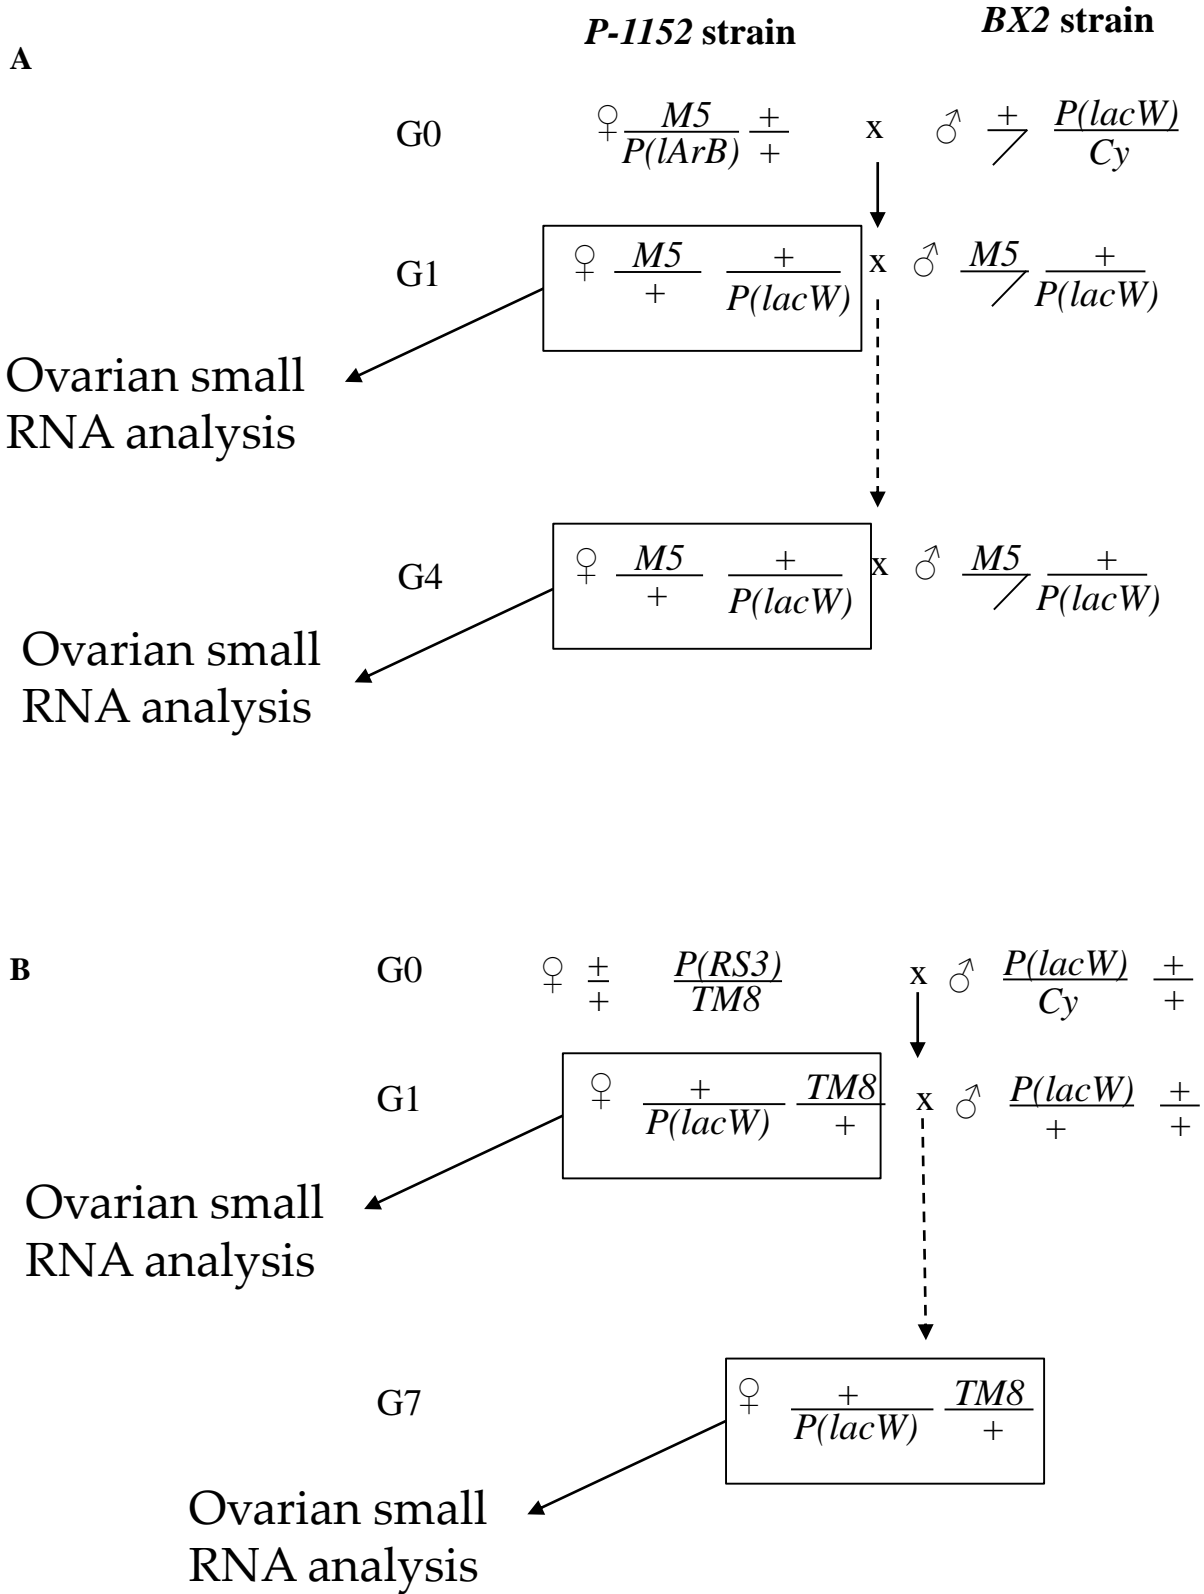 P-1152 strain BX2 strain
A
G0 ♀ M5 + x ♂ + P(lacW)
P(lArB) + Cy
G1 ♀ M5 + x ♂ M5 +
+ P(lacW) P(lacW)
Ovarian small
RNA analysis
G4 ♀ M5 + x ♂ M5 +
+ P(lacW) P(lacW)
Ovarian small
RNA analysis
B
G0 ♀ + P(RS3) x ♂ P(lacW) +
+ TM8 Cy +
G1 ♀ + TM8 x ♂ P(lacW) +
P(lacW) + + +
Ovarian small
RNA analysis
G7 ♀ + TM8
P(lacW) +
Ovarian small
RNA analysis